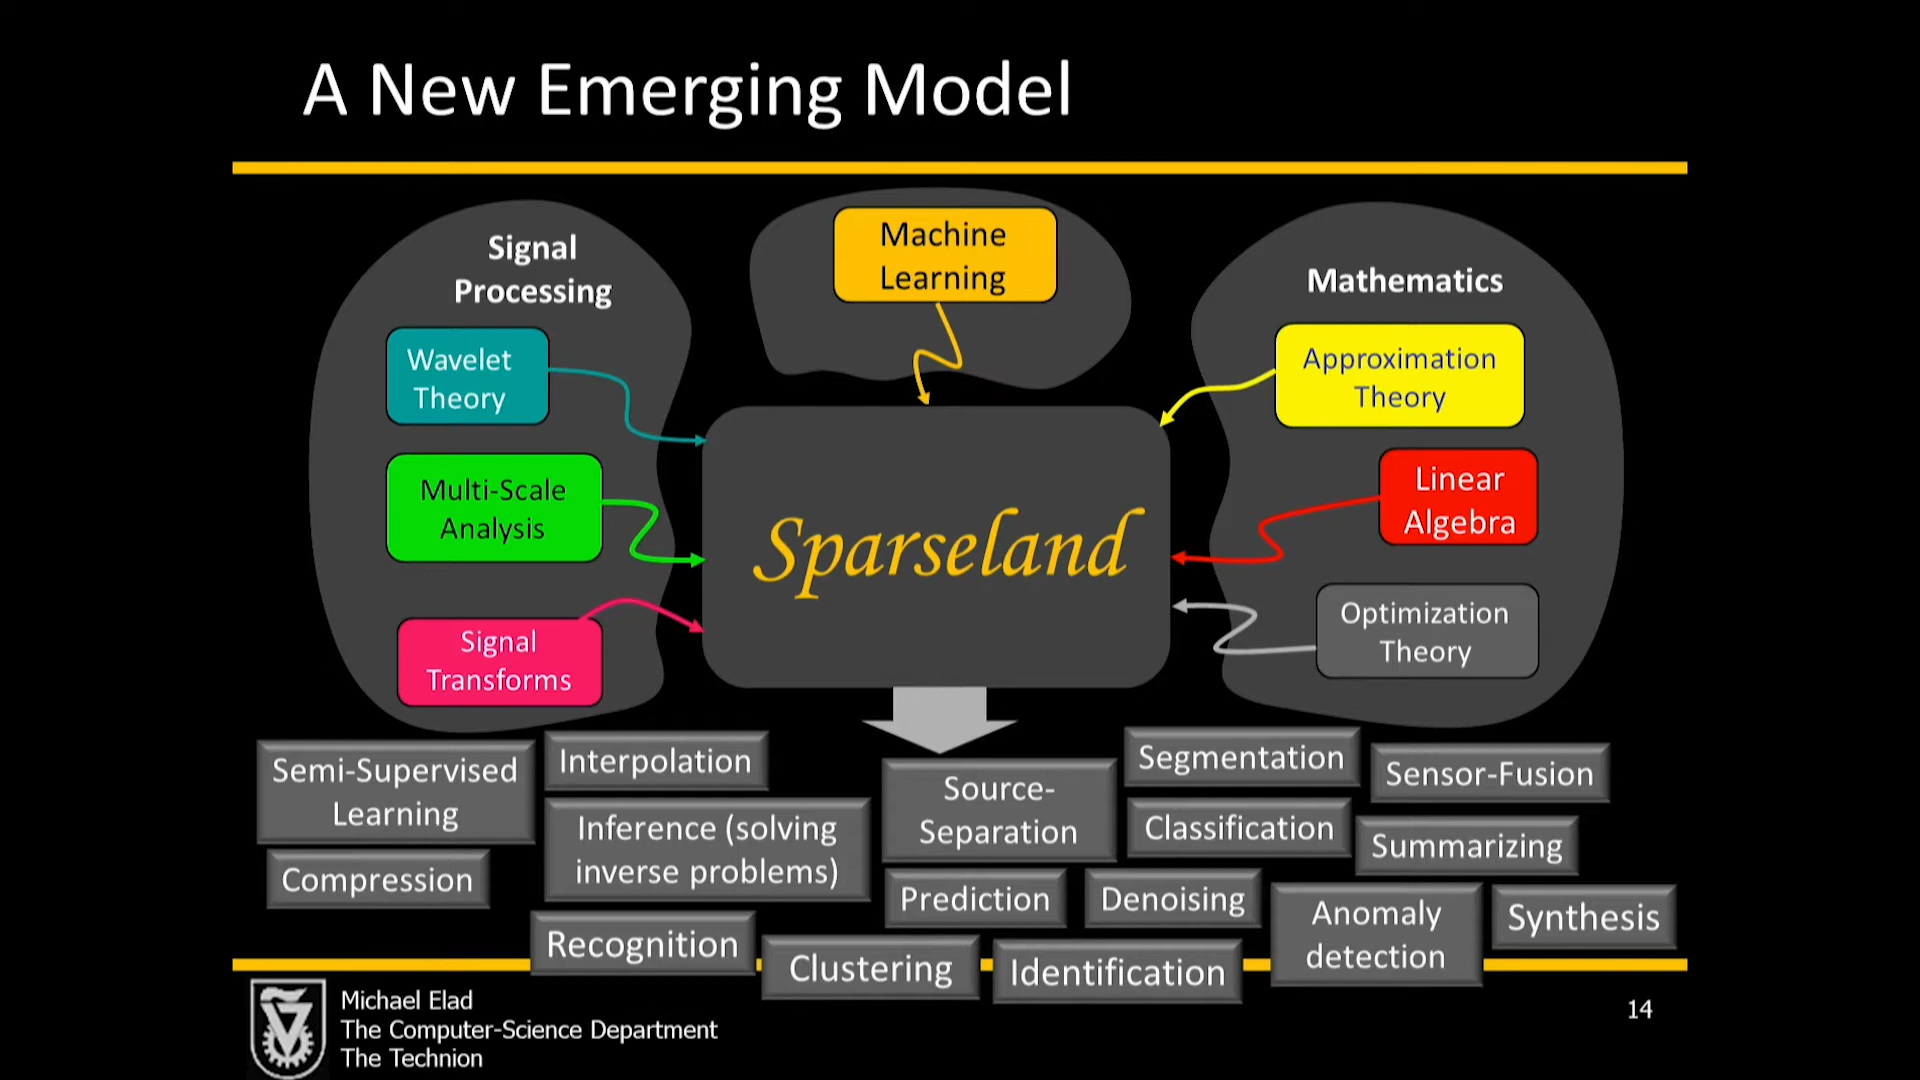 A New Emerging Model
Signal
Processing
Machine
Learning
Mathematics
Wavelet
Theory
Approximation
Theory
Multi-Scale
Analysis
Linear
Algebra
Sparseland
Signal
Transforms
Optimization
Theory
Semi-Supervised
Learning
Interpolation
Source-
Separation
Segmentation
Sensor-Fusion
Inference (solving
inverse problems)
Classification
Summarizing
Compression
Prediction
Denoising
Anomaly
detection
Synthesis
Recognition
Clustering
Identification
Michael Elad
The Computer-Science Department
The Technion
14